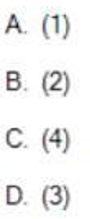 A. (1)
B. (2)
C. (4)
D. (3)